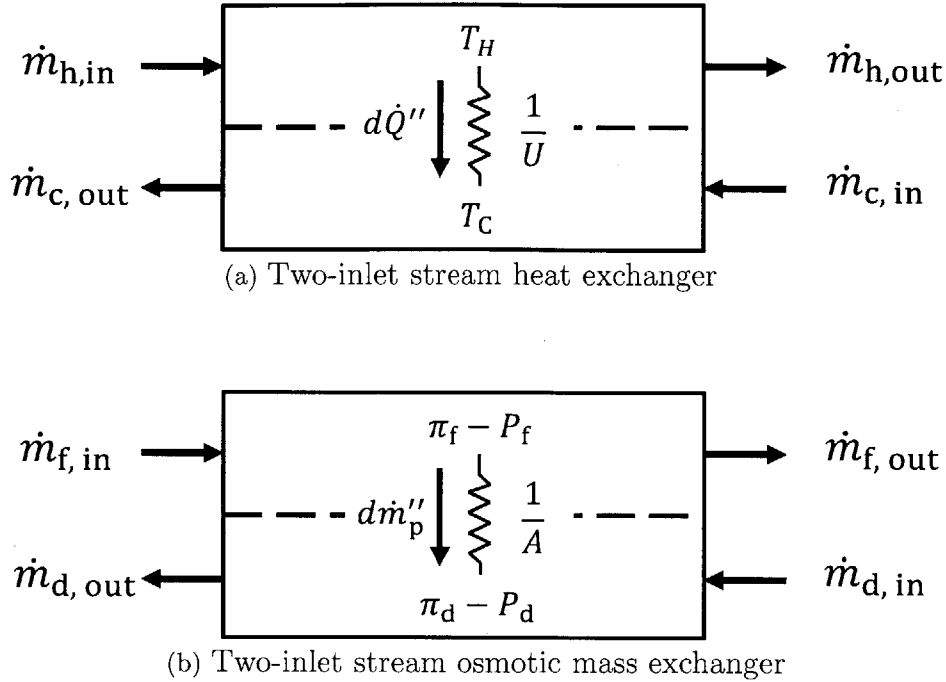 ṁh,in
T_H
ṁh,out
dQ̇″
1/U
ṁc, out
T_C
ṁc, in
(a) Two-inlet stream heat exchanger
ṁf, in
π_f − P_f
ṁf, out
dṁ″_p
1/A
ṁd, out
π_d − P_d
ṁd, in
(b) Two-inlet stream osmotic mass exchanger